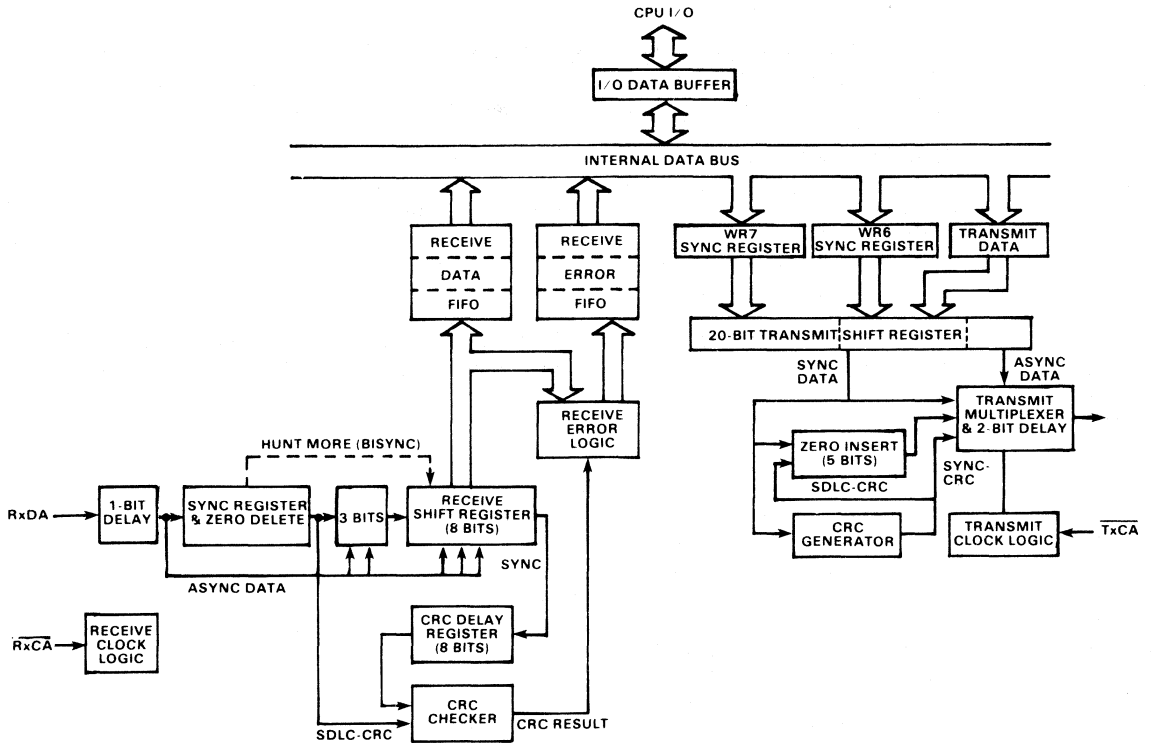 CPU I/O
I/O DATA BUFFER
INTERNAL DATA BUS
RECEIVE
DATA
FIFO
RECEIVE
ERROR
FIFO
WR7
SYNC REGISTER
WR6
SYNC REGISTER
TRANSMIT
DATA
20-BIT TRANSMIT SHIFT REGISTER
SYNC
DATA
ASYNC
DATA
RECEIVE
ERROR
LOGIC
TRANSMIT
MULTIPLEXER
& 2-BIT DELAY
ZERO INSERT
(5 BITS)
SDLC-CRC
SYNC-
CRC
CRC
GENERATOR
TRANSMIT
CLOCK LOGIC
TxCA
HUNT MORE (BISYNC)
RxDA
1-BIT
DELAY
SYNC REGISTER
& ZERO DELETE
3 BITS
RECEIVE
SHIFT REGISTER
(8 BITS)
ASYNC DATA
SYNC
RxCA
RECEIVE
CLOCK
LOGIC
CRC DELAY
REGISTER
(8 BITS)
CRC
CHECKER
SDLC-CRC
CRC RESULT